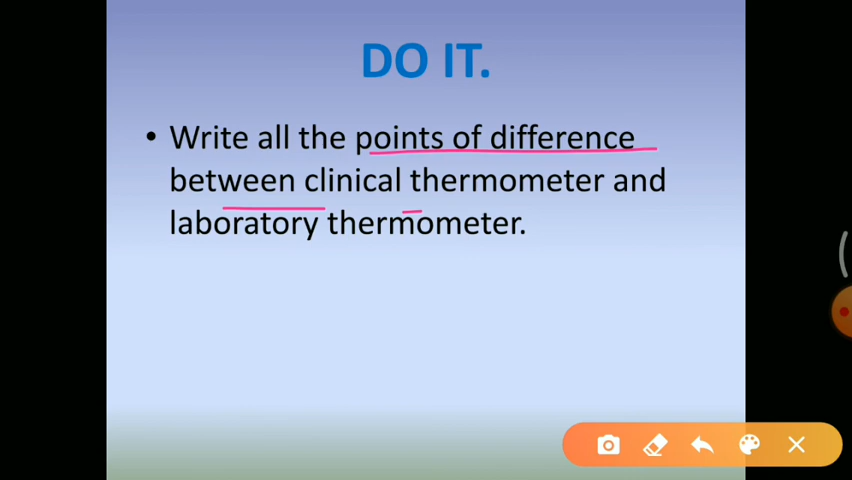 DO IT.
• Write all the points of difference
between clinical thermometer and
laboratory thermometer.